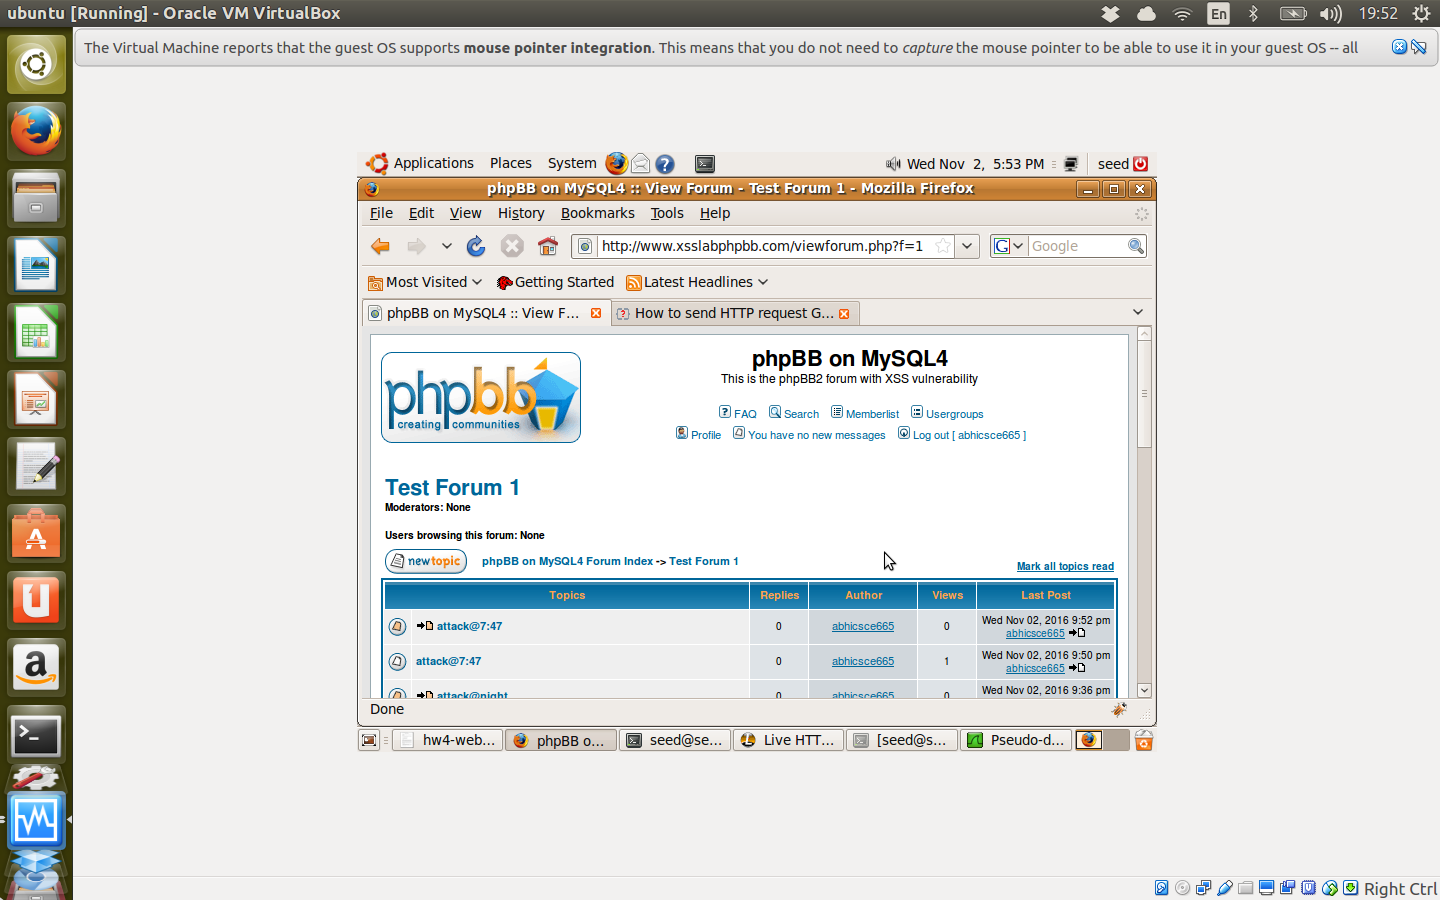 ubuntu [Running] - Oracle VM VirtualBox
En
19:52
The Virtual Machine reports that the guest OS supports mouse pointer integration. This means that you do not need to capture the mouse pointer to be able to use it in your guest OS -- all
Applications Places System
Wed Nov 2, 5:53 PM
seed
phpBB on MySQL4 :: View Forum - Test Forum 1 - Mozilla Firefox
File Edit View History Bookmarks Tools Help
http://www.xsslabphpbb.com/viewforum.php?f=1
G Google
Most Visited Getting Started Latest Headlines
phpBB on MySQL4 :: View F...
How to send HTTP request G...
phpbb
creating communities
phpBB on MySQL4
This is the phpBB2 forum with XSS vulnerability
FAQ Search Memberlist Usergroups
Profile You have no new messages Log out [ abhicsce665 ]
Test Forum 1
Moderators: None
Users browsing this forum: None
newtopic
phpBB on MySQL4 Forum Index -> Test Forum 1
Mark all topics read
Topics Replies Author Views Last Post
attack@7:47 0 abhicsce665 0 Wed Nov 02, 2016 9:52 pm
abhicsce665
attack@7:47 0 abhicsce665 1 Wed Nov 02, 2016 9:50 pm
abhicsce665
attack@night 0 abhicsce665 0 Wed Nov 02, 2016 9:36 pm
Done
hw4-web... phpBB o... seed@se... Live HTT... [seed@s... Pseudo-d...
Right Ctrl